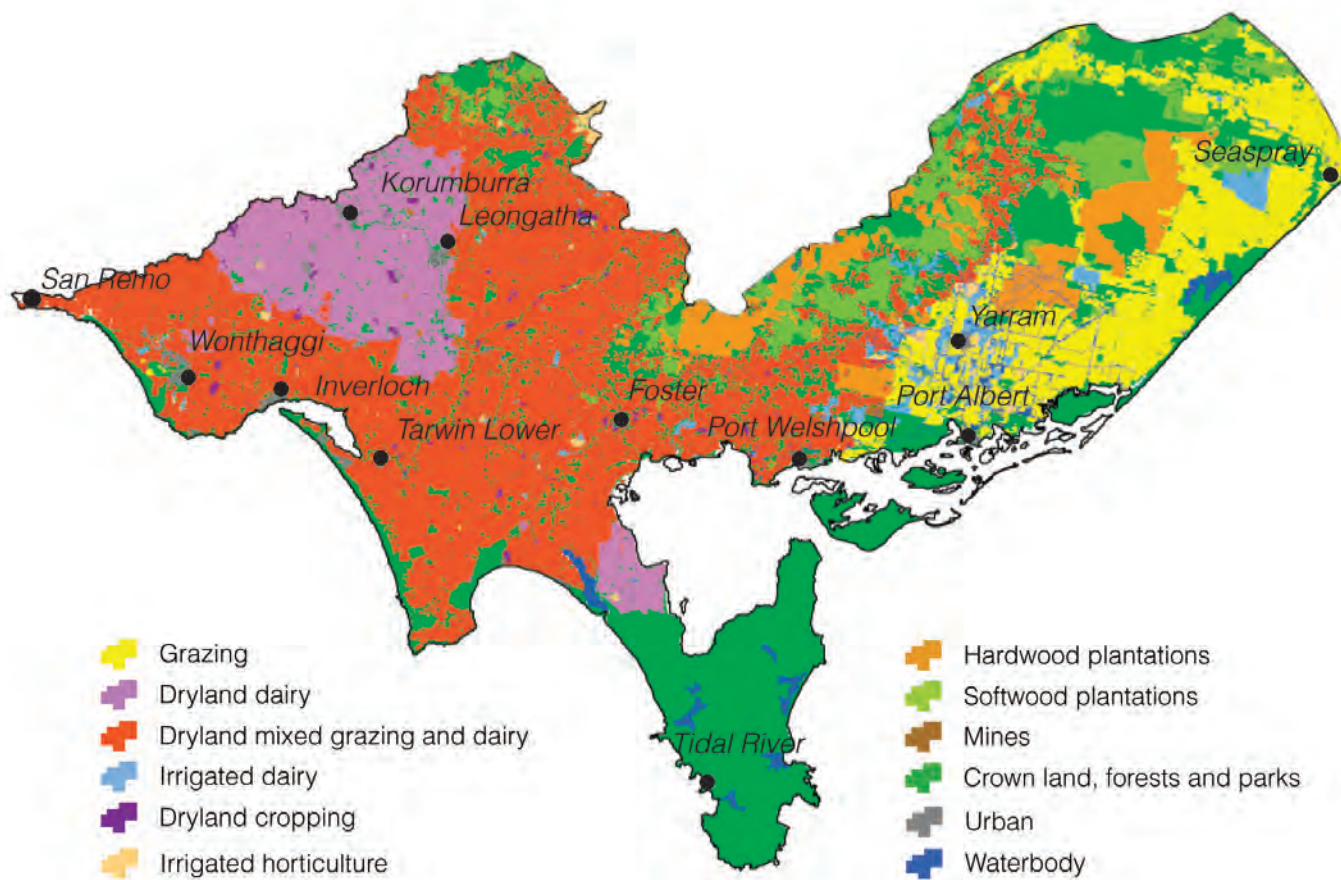 Seaspray
Korumburra
Leongatha
San Remo
Yarram
Wonthaggi
Inverloch
Foster
Port Albert
Tarwin Lower
Port Welshpool
Tidal River
Grazing
Dryland dairy
Dryland mixed grazing and dairy
Irrigated dairy
Dryland cropping
Irrigated horticulture
Hardwood plantations
Softwood plantations
Mines
Crown land, forests and parks
Urban
Waterbody